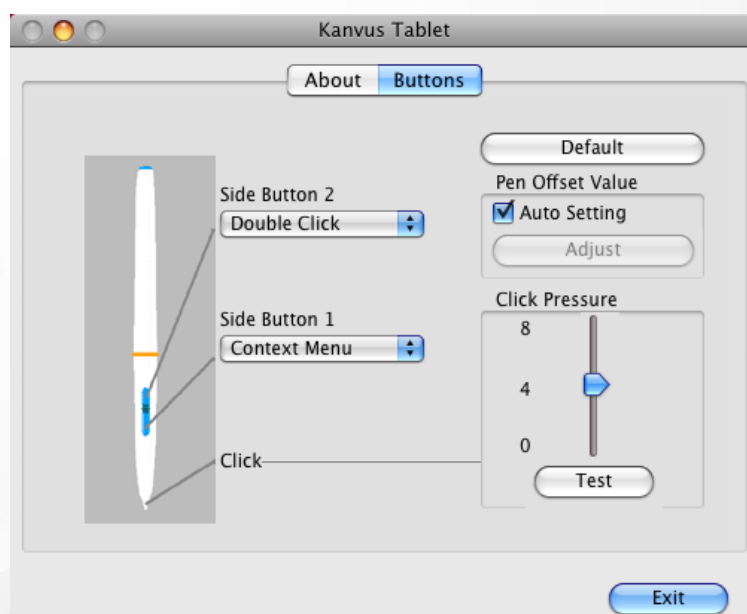 Kanvus Tablet
About Buttons
Default
Pen Offset Value
Auto Setting
Adjust
Side Button 2
Double Click
Side Button 1
Context Menu
Click
Click Pressure
8
4
0
Test
Exit